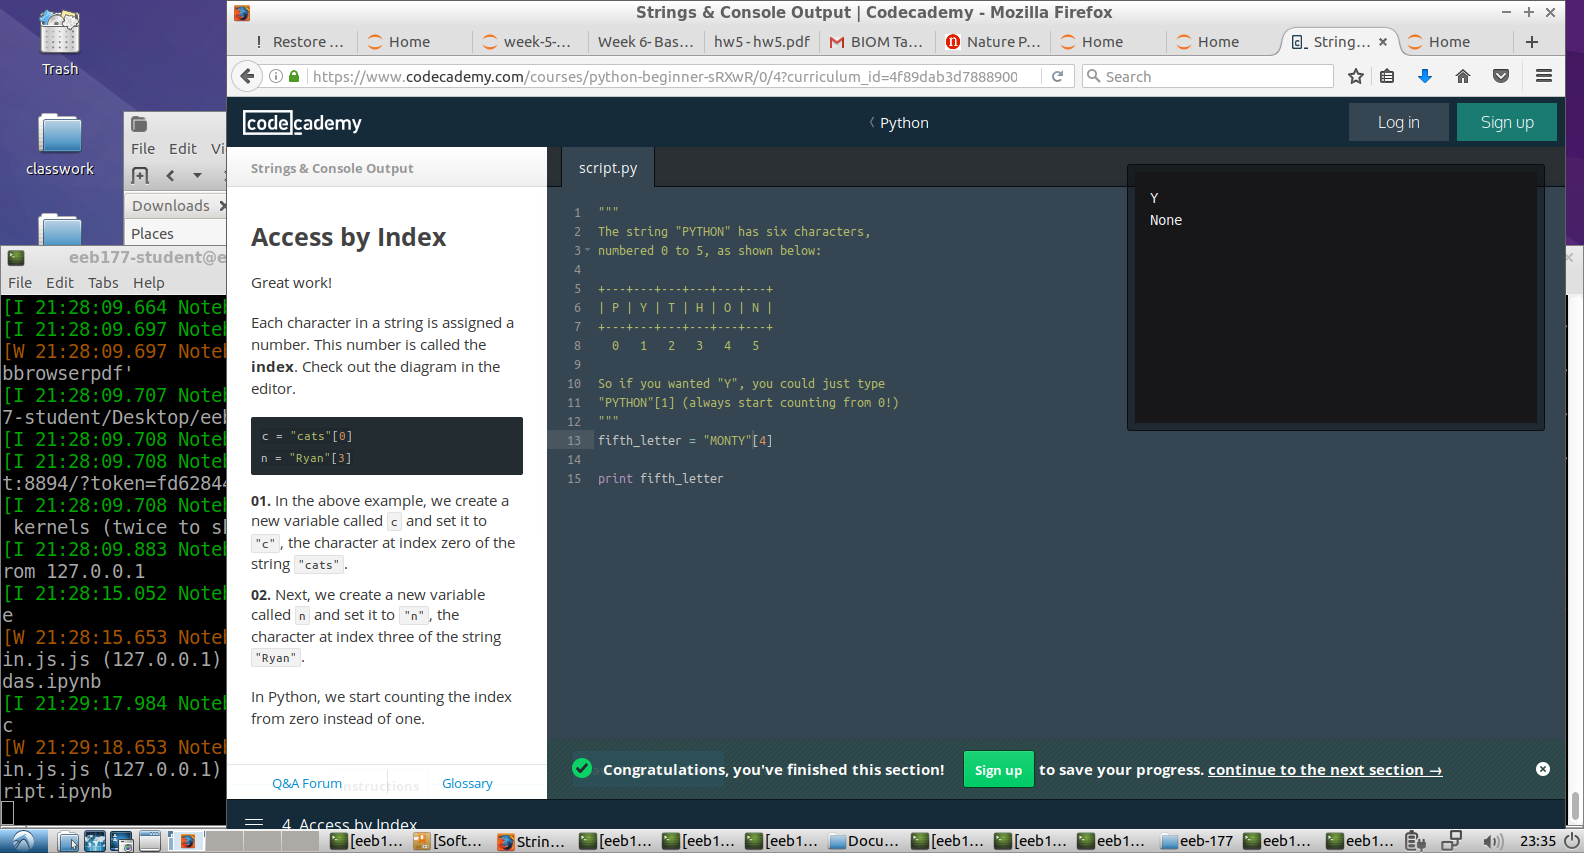 Trash
classwork
File Edit Vi
Downloads
Places
eeb177-student@e
File Edit Tabs Help
[I 21:28:09.664 Note
[I 21:28:09.697 Note
[W 21:28:09.697 Note
bbrowserpdf'
[I 21:28:09.707 Note
7-student/Desktop/eeb
[I 21:28:09.708 Note
[I 21:28:09.708 Note
t:8894/?token=fd62844
[I 21:28:09.708 Note
kernels (twice to s
[I 21:28:09.883 Note
rom 127.0.0.1
[I 21:28:15.052 Note
e
[W 21:28:15.653 Note
in.js.js (127.0.0.1)
das.ipynb
[I 21:29:17.984 Note
c
[W 21:29:18.653 Note
in.js.js (127.0.0.1)
ript.ipynb
Strings & Console Output | Codecademy - Mozilla Firefox
! Restore ... Home week-5-... Week 6- Bas... hw5 - hw5.pdf BIOM Ta... Nature P... Home Home String... Home
https://www.codecademy.com/courses/python-beginner-sRXwR/0/4?curriculum_id=4f89dab3d7888900 Search
codecademy
Python
Log in Sign up
Strings & Console Output
Access by Index
Great work!
Each character in a string is assigned a
number. This number is called the
index. Check out the diagram in the
editor.
c = "cats"[0]
n = "Ryan"[3]
01. In the above example, we create a
new variable called c and set it to
"c", the character at index zero of the
string "cats".
02. Next, we create a new variable
called n and set it to "n", the
character at index three of the string
"Ryan".
In Python, we start counting the index
from zero instead of one.
Q&A Forum Instructions Glossary
script.py
1 """
2 The string "PYTHON" has six characters,
3 numbered 0 to 5, as shown below:
4
5 +---+---+---+---+---+---+
6 | P | Y | T | H | O | N |
7 +---+---+---+---+---+---+
8 0 1 2 3 4 5
9
10 So if you wanted "Y", you could just type
11 "PYTHON"[1] (always start counting from 0!)
12 """
13 fifth_letter = "MONTY"[4]
14
15 print fifth_letter
Y
None
Congratulations, you've finished this section! Sign up to save your progress. continue to the next section →
4. Access by Index
[eeb1... [Soft... Strin... [eeb1... [eeb1... [eeb1... Docu... [eeb1... [eeb1... eeb1... eeb-177 eeb1... eeb1... 23:35